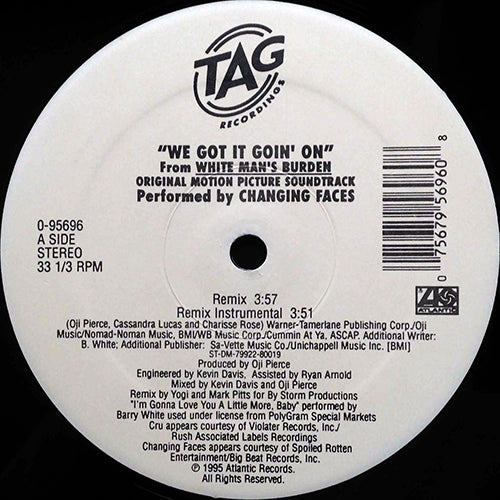 TAG
RECORDINGS
"WE GOT IT GOIN' ON"
From WHITE MAN'S BURDEN
ORIGINAL MOTION PICTURE SOUNDTRACK
Performed by CHANGING FACES
0-95696
A SIDE
STEREO
33 1/3 RPM
0 75679 56960 8
ATLANTIC
Remix 3:57
Remix Instrumental 3:51
(Oji Pierce, Cassandra Lucas and Charisse Rose) Warner-Tamerlane Publishing Corp./Oji
Music/Nomad-Noman Music, BMI/WB Music Corp./Cummin At Ya, ASCAP. Additional Writer:
B. White; Additional Publisher: Sa-Vette Music Co./Unichappell Music Inc. [BMI]
ST-DM-79922-80019
Produced by Oji Pierce
Engineered by Kevin Davis, Assisted by Ryan Arnold
Mixed by Kevin Davis and Oji Pierce
Remix by Yogi and Mark Pitts for By Storm Productions
"I'm Gonna Love You A Little More, Baby" performed by
Barry White used under license from PolyGram Special Markets
Cru appears courtesy of Violater Records, Inc./
Rush Associated Labels Recordings
Changing Faces appears courtesy of Spoiled Rotten
Entertainment/Big Beat Records, Inc.
℗ 1995 Atlantic Records.
All Rights Reserved.